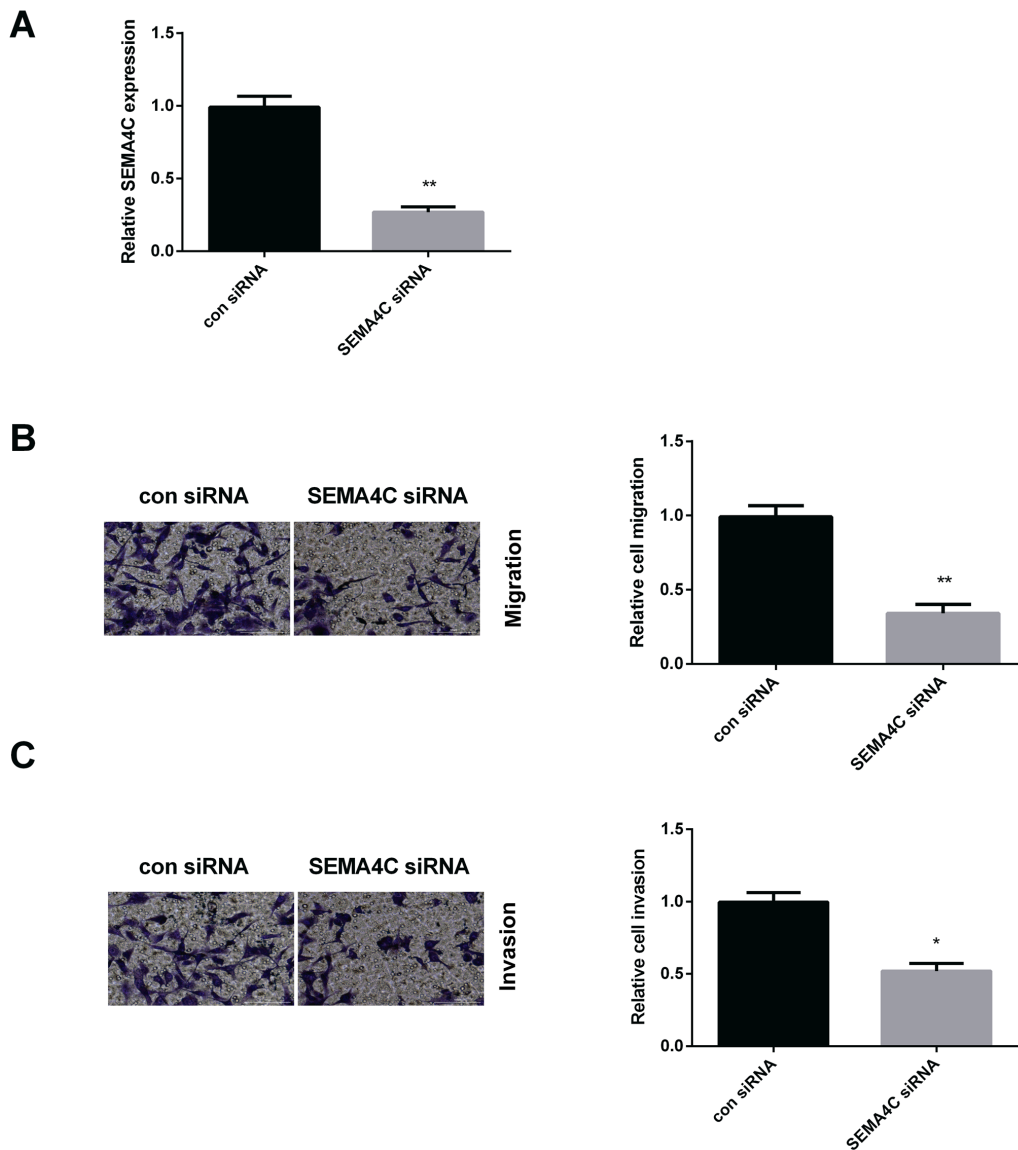 A
Relative SEMA4C expression
1.5
1.0
0.5
0.0
**
con siRNA
SEMA4C siRNA
B
con siRNA
SEMA4C siRNA
Migration
Relative cell migration
1.5
1.0
0.5
0.0
**
con siRNA
SEMA4C siRNA
C
con siRNA
SEMA4C siRNA
Invasion
Relative cell invasion
1.5
1.0
0.5
0.0
*
con siRNA
SEMA4C siRNA